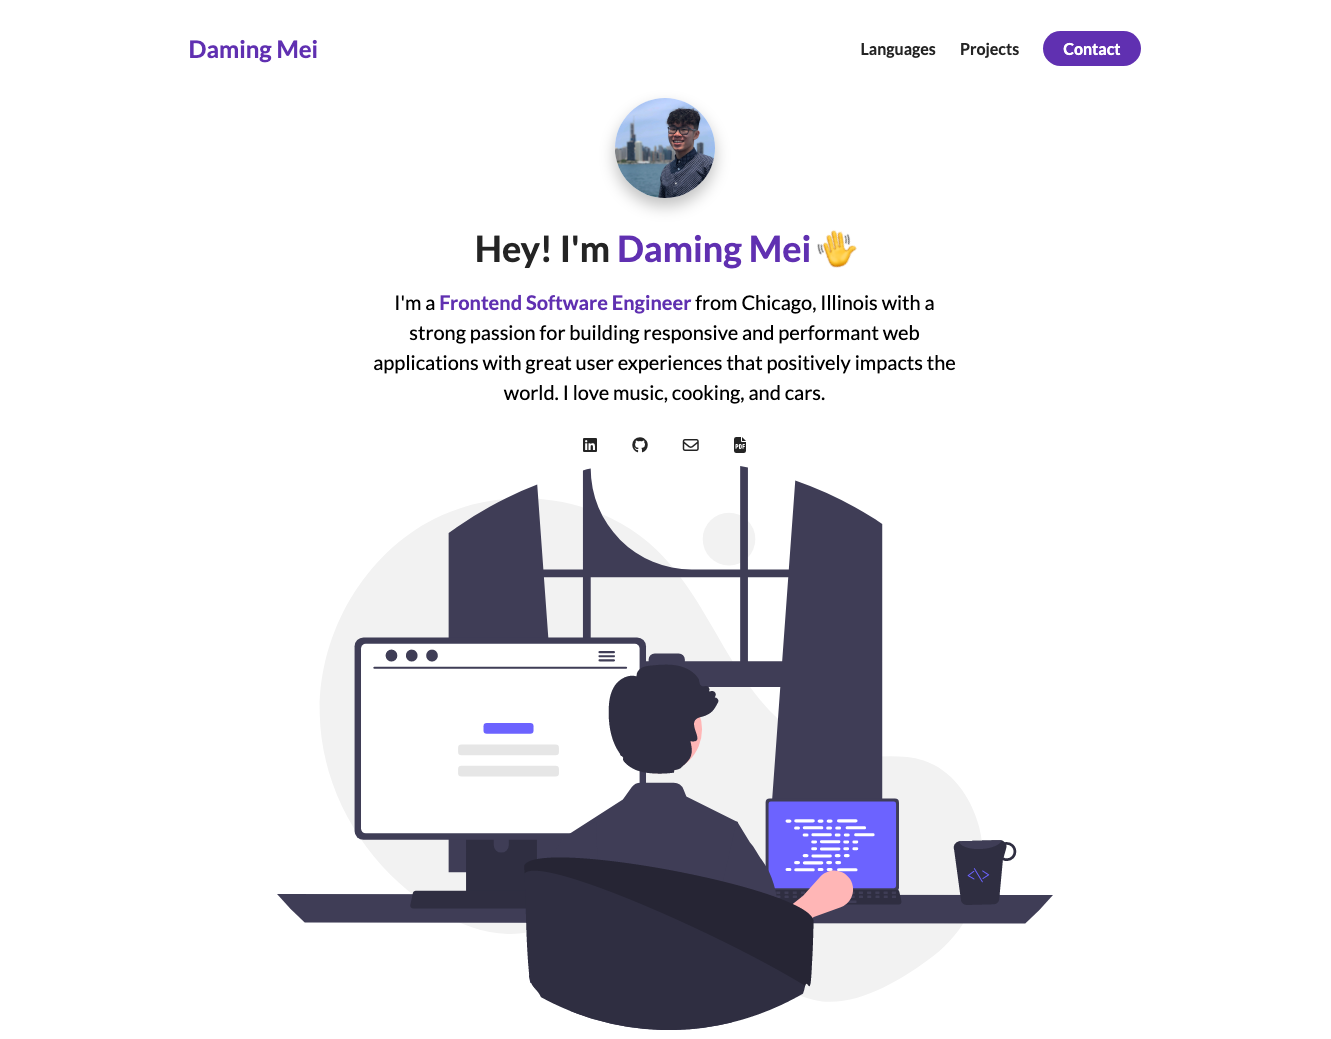 Daming Mei
Languages Projects Contact
Hey! I'm Daming Mei 👋
I'm a Frontend Software Engineer from Chicago, Illinois with a
strong passion for building responsive and performant web
applications with great user experiences that positively impacts the
world. I love music, cooking, and cars.
in
PDF
<\>